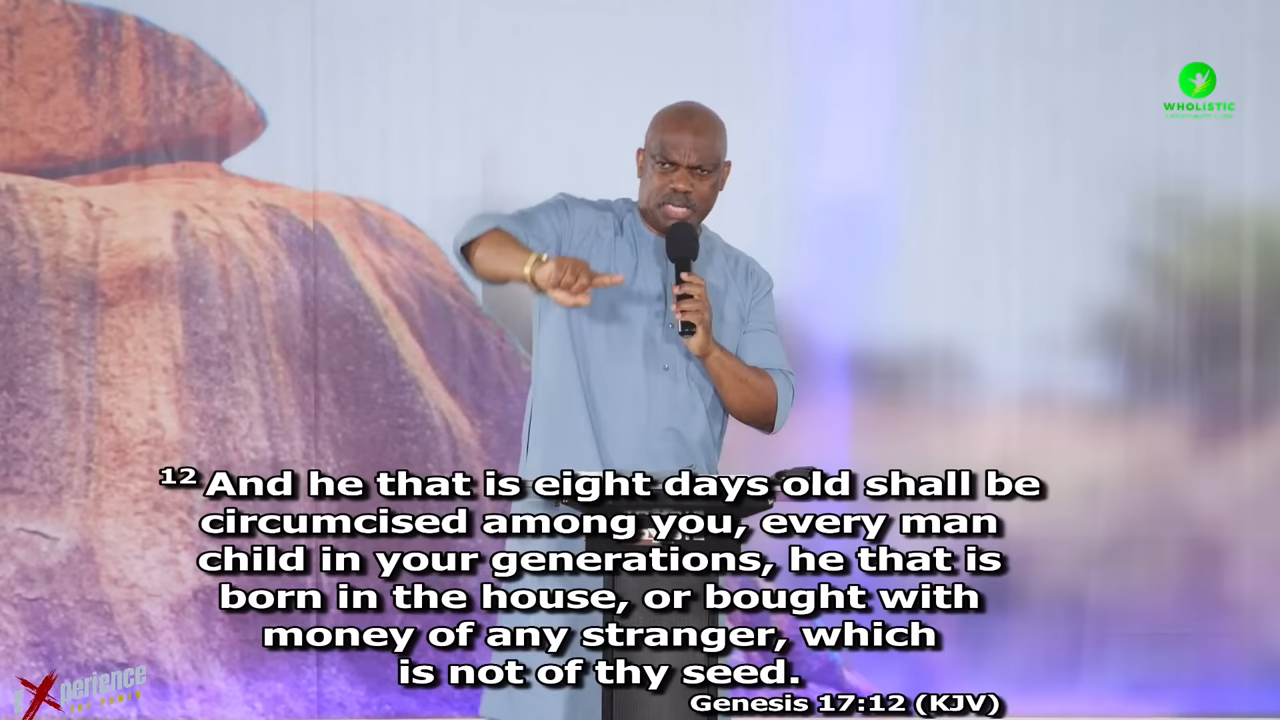 WHOLISTIC
12 And he that is eight days old shall be
circumcised among you, every man
child in your generations, he that is
born in the house, or bought with
money of any stranger, which
is not of thy seed.
Genesis 17:12 (KJV)
Xperience